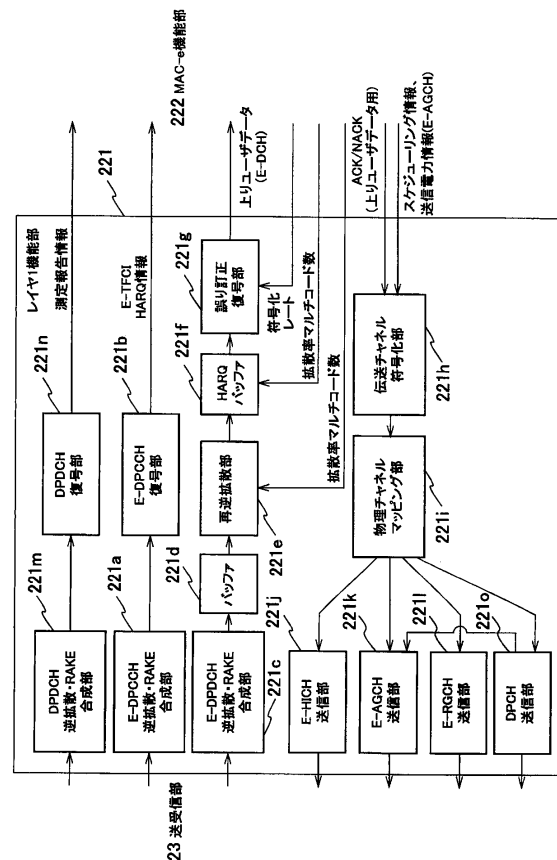 222 MAC-e機能部
221
レイヤ1機能部
測定報告情報
E-TFCI
HARQ情報
上りユーザデータ
(E-DCH)
ACK/NACK
(上りユーザデータ用)
スケジューリング情報、
送信電力情報(E-AGCH)
221n
DPDCH
復号部
221b
E-DPCCH
復号部
221g
誤り訂正
復号部
符号化
レート
221f
HARQ
バッファ
拡散率マルチコード数
再逆拡散部
221e
拡散率マルチコード数
221d
バッファ
伝送チャネル
符号化部
221h
物理チャネル
マッピング部
221i
221m
DPDCH
逆拡散・RAKE
合成部
221a
E-DPCCH
逆拡散・RAKE
合成部
E-DPDCH
逆拡散・RAKE
合成部
221c
221j
E-HICH
送信部
221k
E-AGCH
送信部
221l
E-RGCH
送信部
221o
DPCH
送信部
23 送受信部